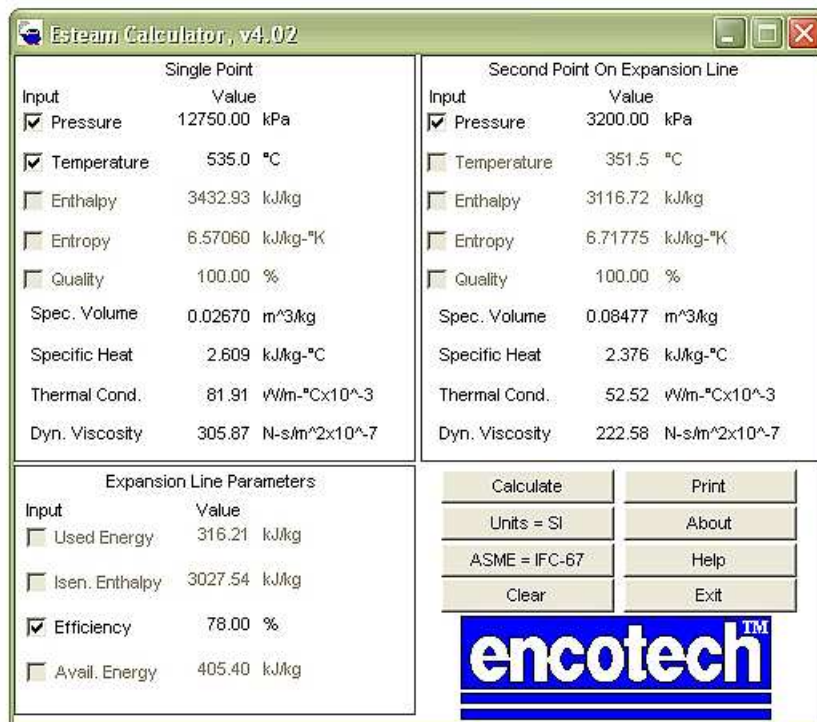 Esteam Calculator, v4.02
Single Point
Input Value
Pressure 12750.00 kPa
Temperature 535.0 °C
Enthalpy 3432.93 kJ/kg
Entropy 6.57060 kJ/kg-°K
Quality 100.00 %
Spec. Volume 0.02670 m^3/kg
Specific Heat 2.609 kJ/kg-°C
Thermal Cond. 81.91 W/m-°Cx10^-3
Dyn. Viscosity 305.87 N-s/m^2x10^-7
Second Point On Expansion Line
Input Value
Pressure 3200.00 kPa
Temperature 351.5 °C
Enthalpy 3116.72 kJ/kg
Entropy 6.71775 kJ/kg-°K
Quality 100.00 %
Spec. Volume 0.08477 m^3/kg
Specific Heat 2.376 kJ/kg-°C
Thermal Cond. 52.52 W/m-°Cx10^-3
Dyn. Viscosity 222.58 N-s/m^2x10^-7
Expansion Line Parameters
Input Value
Used Energy 316.21 kJ/kg
Isen. Enthalpy 3027.54 kJ/kg
Efficiency 78.00 %
Avail. Energy 405.40 kJ/kg
Calculate Print
Units = SI About
ASME = IFC-67 Help
Clear Exit
encotech™